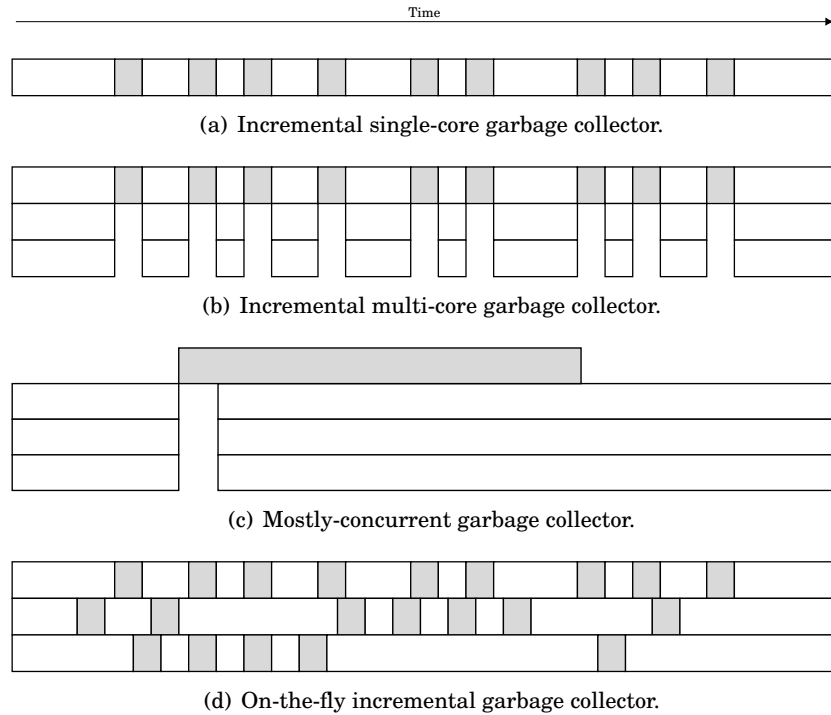 Time
(a) Incremental single-core garbage collector.
(b) Incremental multi-core garbage collector.
(c) Mostly-concurrent garbage collector.
(d) On-the-fly incremental garbage collector.